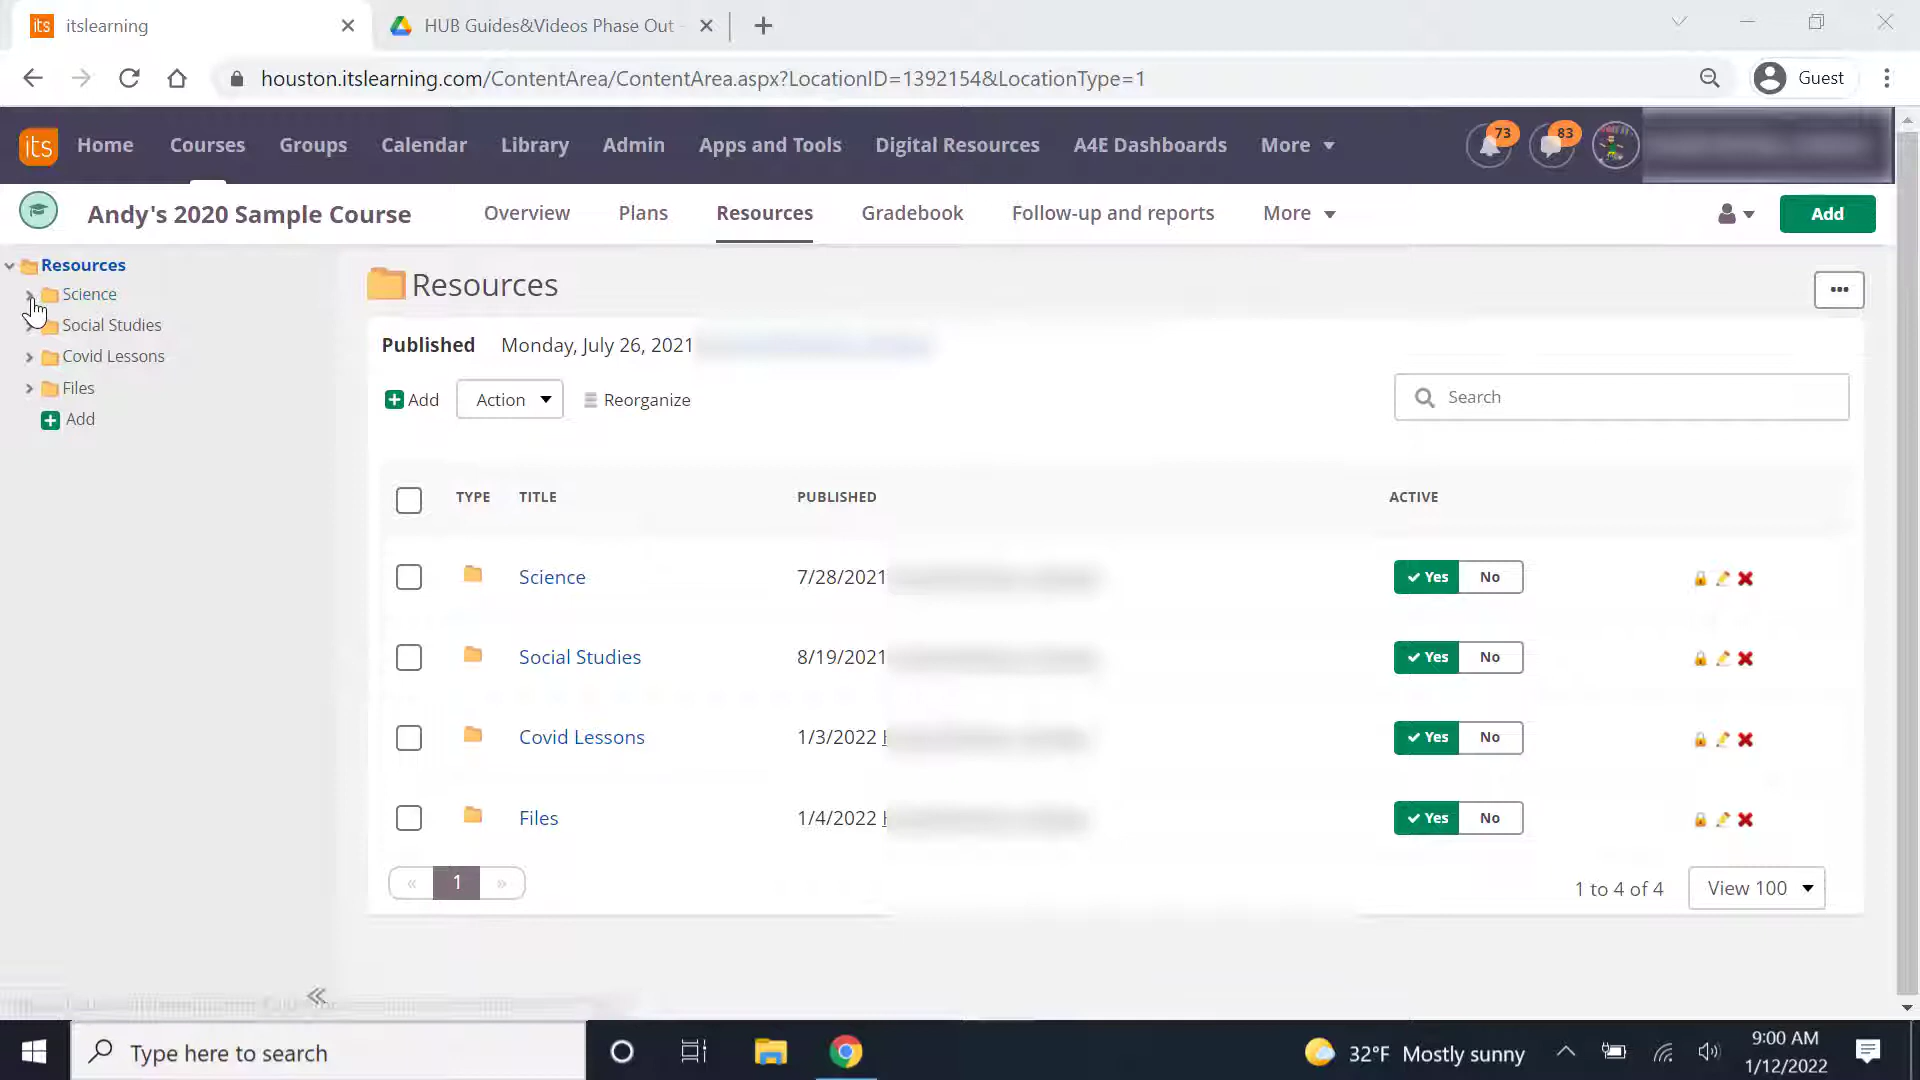 itslearning
HUB Guides&Videos Phase Out
houston.itslearning.com/ContentArea/ContentArea.aspx?LocationID=1392154&LocationType=1
Guest
its Home Courses Groups Calendar Library Admin Apps and Tools Digital Resources A4E Dashboards More 73 83
Andy's 2020 Sample Course Overview Plans Resources Gradebook Follow-up and reports More Add
Resources
Science
Social Studies
Covid Lessons
Files
Add
Resources
Published Monday, July 26, 2021
Add Action Reorganize Search
TYPE TITLE PUBLISHED ACTIVE
Science 7/28/2021 Yes No
Social Studies 8/19/2021 Yes No
Covid Lessons 1/3/2022 Yes No
Files 1/4/2022 Yes No
« 1 » 1 to 4 of 4 View 100
Type here to search
32°F Mostly sunny
9:00 AM
1/12/2022